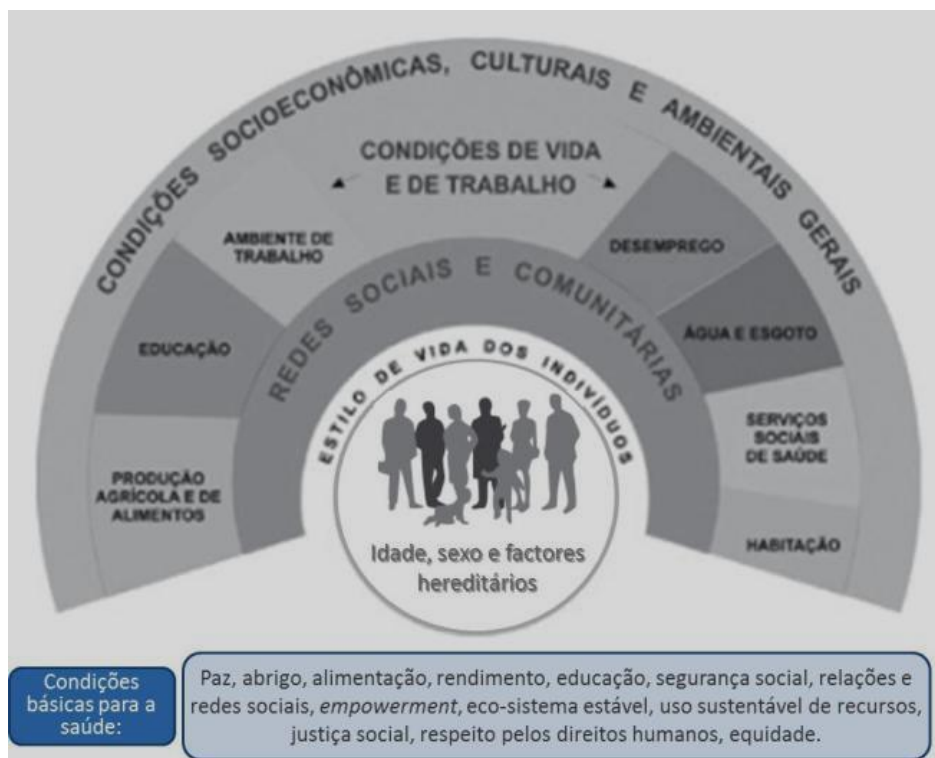 CONDIÇÕES SOCIOECONÔMICAS, CULTURAIS E AMBIENTAIS GERAIS
CONDIÇÕES DE VIDA
E DE TRABALHO
AMBIENTE DE
TRABALHO
DESEMPREGO
REDES SOCIAIS E COMUNITÁRIAS
EDUCAÇÃO
ÁGUA E ESGOTO
ESTILO DE VIDA DOS INDIVÍDUOS
SERVIÇOS
SOCIAIS
DE SAÚDE
PRODUÇÃO
AGRÍCOLA E DE
ALIMENTOS
HABITAÇÃO
Idade, sexo e factores
hereditários
Condições
básicas para a
saúde:
Paz, abrigo, alimentação, rendimento, educação, segurança social, relações e
redes sociais, empowerment, eco-sistema estável, uso sustentável de recursos,
justiça social, respeito pelos direitos humanos, equidade.